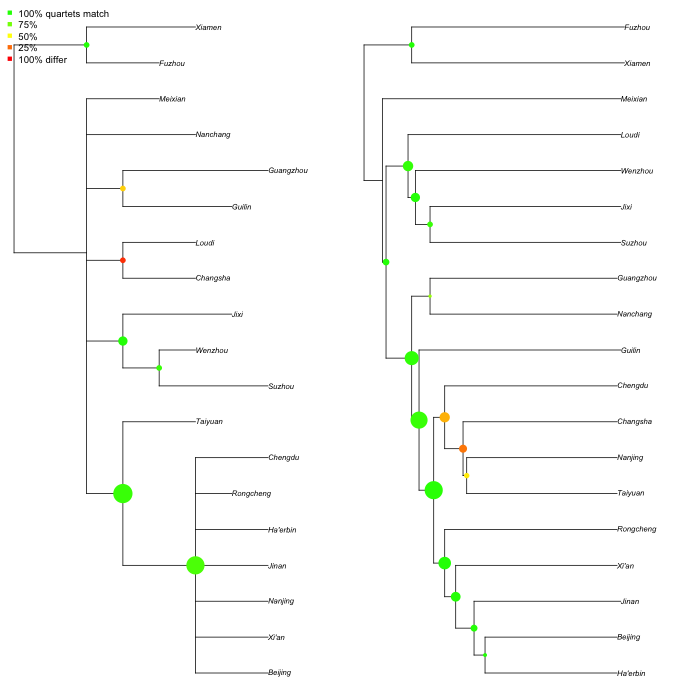 100% quartets match
75%
50%
25%
100% differ
Xiamen
Fuzhou
Meixian
Nanchang
Guangzhou
Guilin
Loudi
Changsha
Jixi
Wenzhou
Suzhou
Taiyuan
Chengdu
Rongcheng
Ha'erbin
Jinan
Nanjing
Xi'an
Beijing
Fuzhou
Xiamen
Meixian
Loudi
Wenzhou
Jixi
Suzhou
Guangzhou
Nanchang
Guilin
Chengdu
Changsha
Nanjing
Taiyuan
Rongcheng
Xi'an
Jinan
Beijing
Ha'erbin